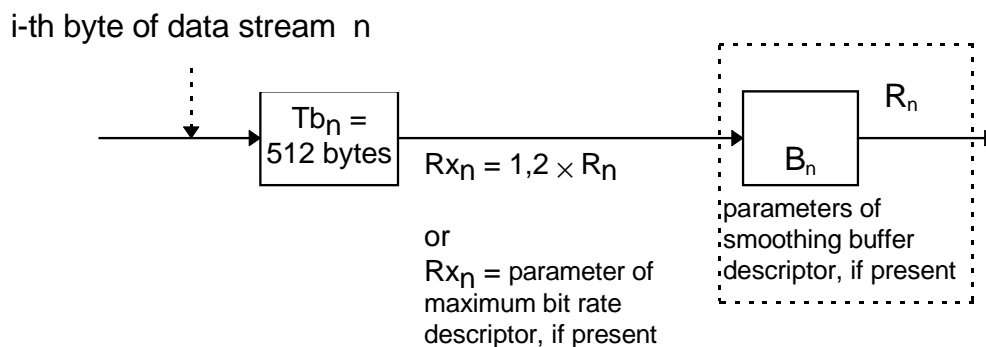 i-th byte of data stream n
Tbn =
512 bytes
Rxn = 1,2 × Rn
or
Rxn = parameter of
maximum bit rate
descriptor, if present
Rn
Bn
parameters of
smoothing buffer
descriptor, if present